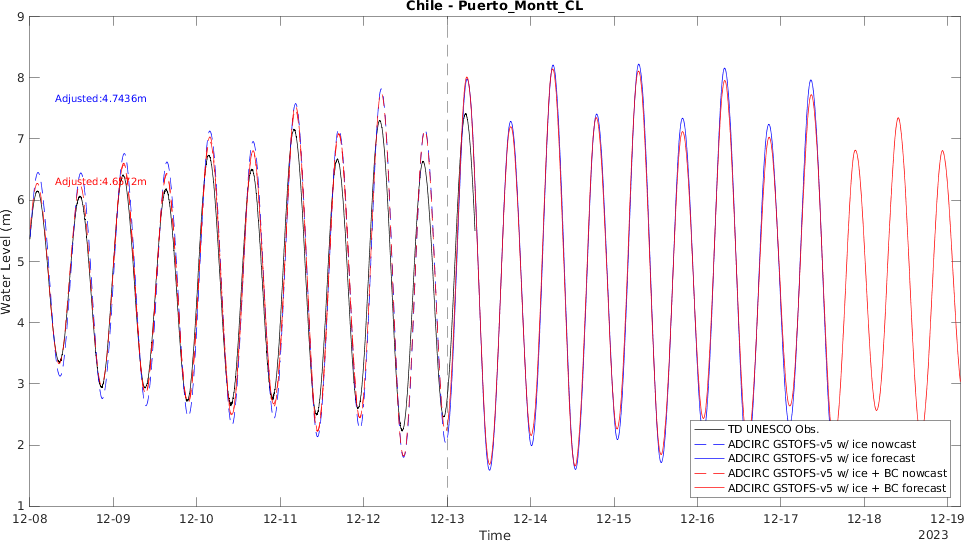 Chile - Puerto_Montt_CL
9
8
7
6
5
4
3
2
1
Water Level (m)
Adjusted:4.7436m
TD UNESCO Obs.
ADCIRC GSTOFS-v5 w/ ice nowcast
ADCIRC GSTOFS-v5 w/ ice forecast
ADCIRC GSTOFS-v5 w/ ice + BC nowcast
ADCIRC GSTOFS-v5 w/ ice + BC forecast
12-08 12-09 12-10 12-11 12-12 12-13 12-14 12-15 12-16 12-17 12-18 12-19
Time
2023